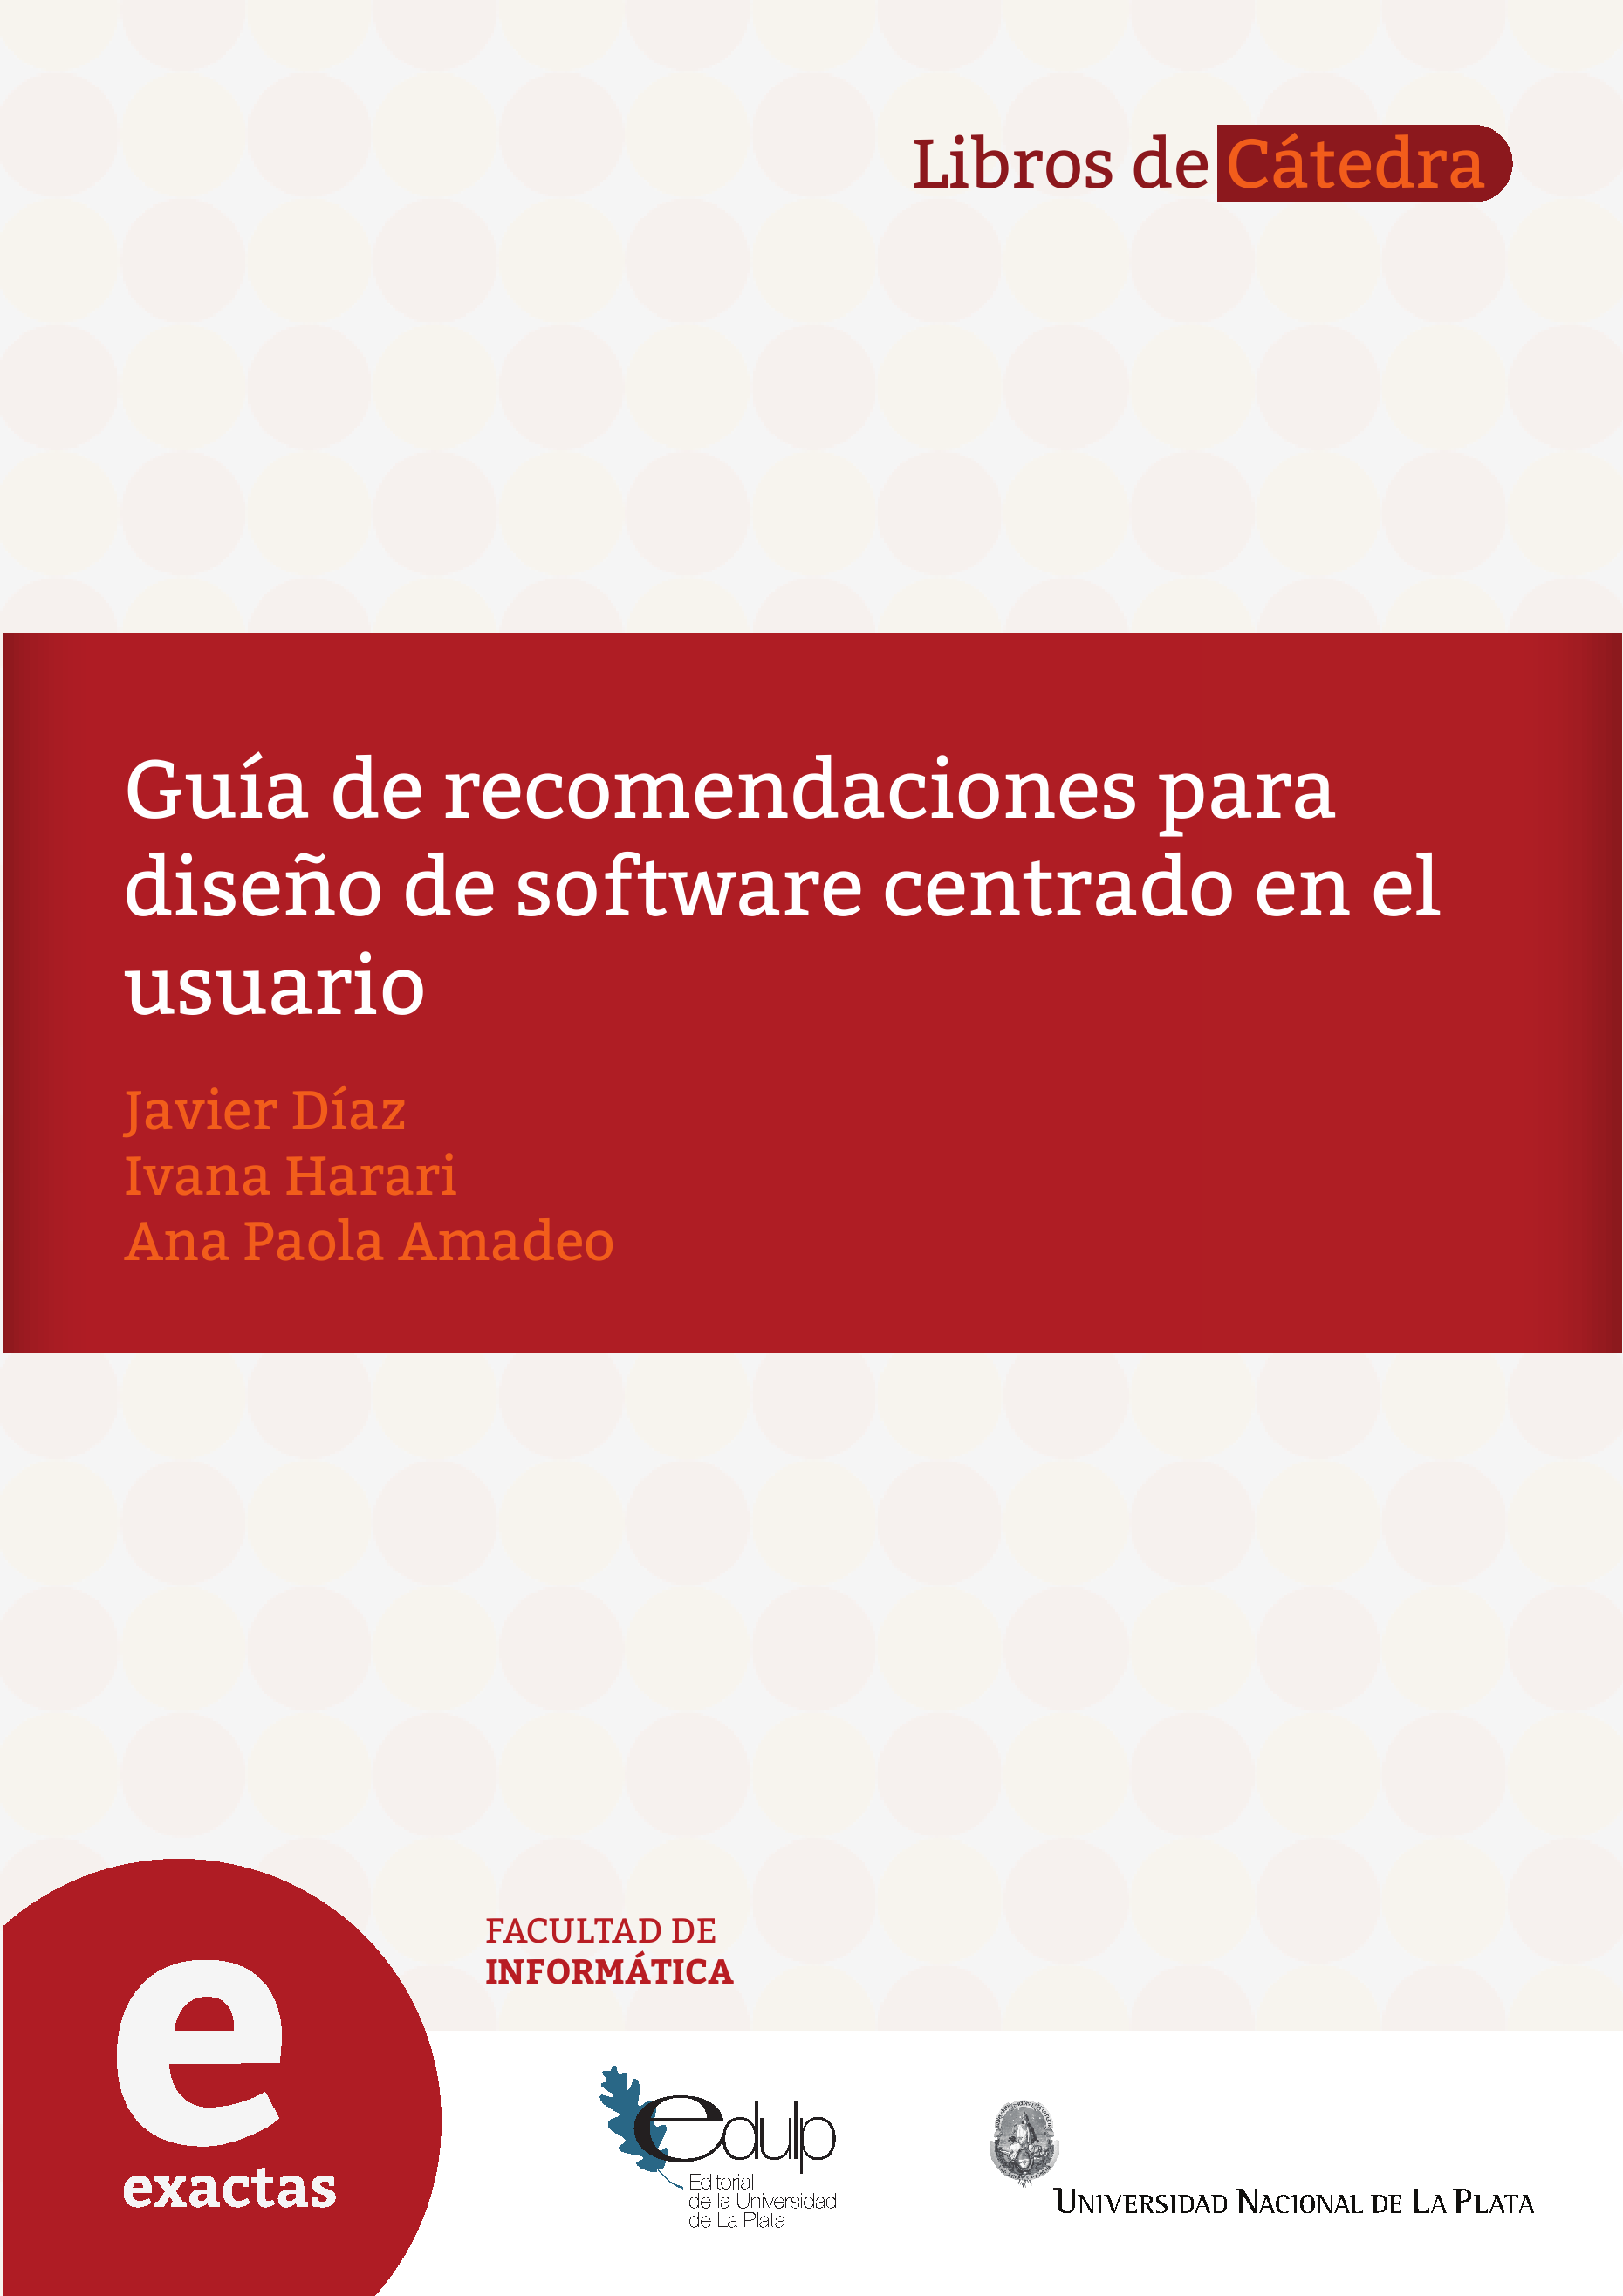 Libros de Cátedra
Guía de recomendaciones para
diseño de software centrado en el
usuario
Javier Díaz
Ivana Harari
Ana Paola Amadeo
FACULTAD DE
INFORMÁTICA
e
exactas
edulp
Editorial
de la Universidad
de La Plata
UNIVERSIDAD NACIONAL DE LA PLATA